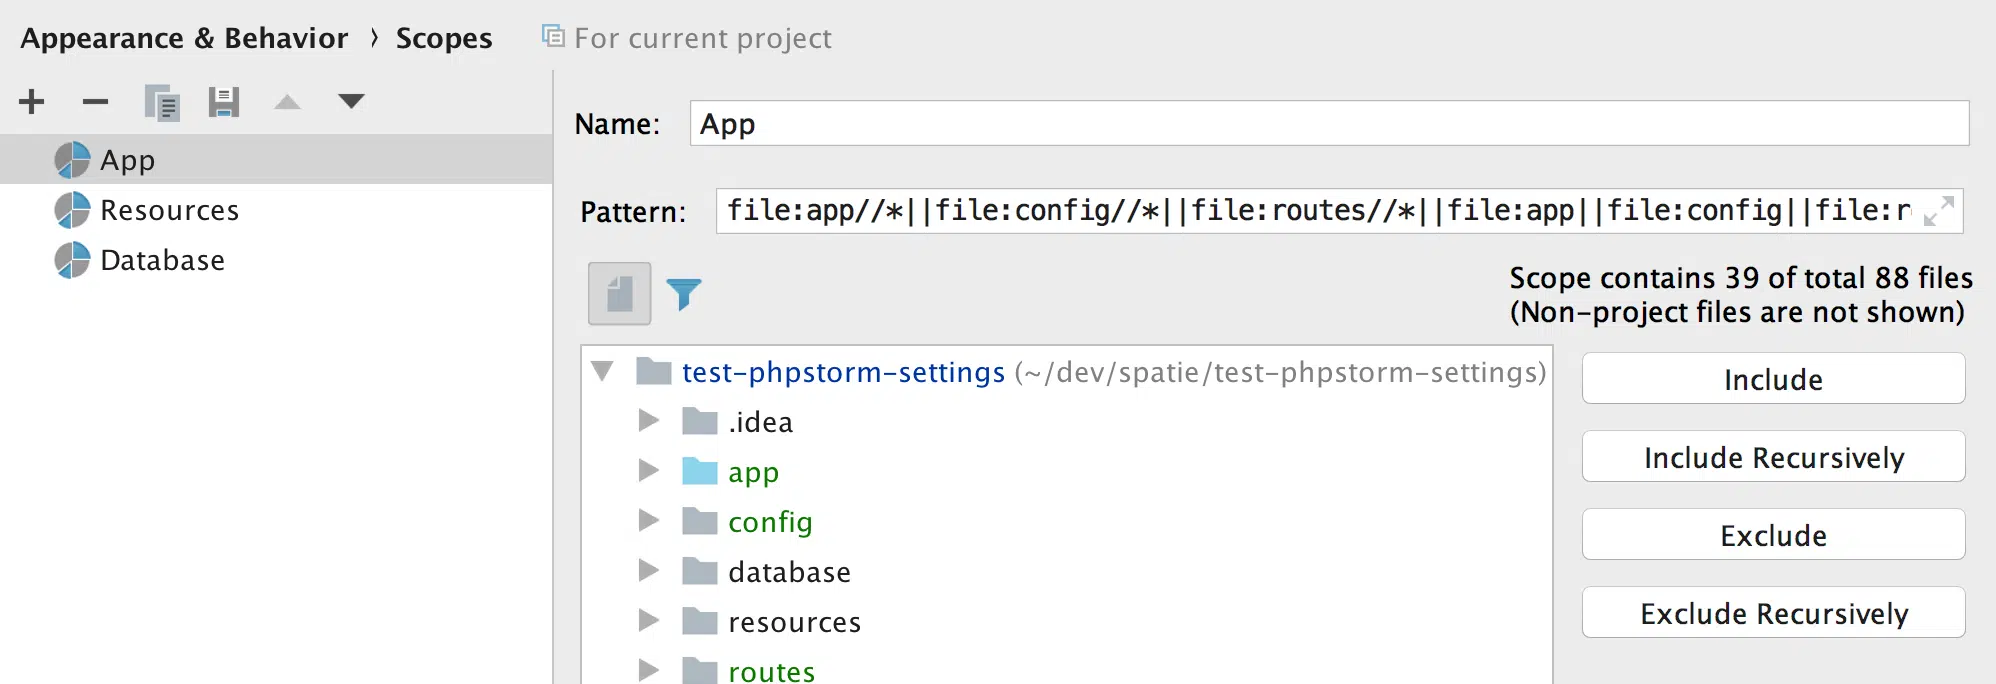 Appearance & Behavior › Scopes For current project
App
Resources
Database
Name: App
Pattern: file:app//*||file:config//*||file:routes//*||file:app||file:config||file:r
Scope contains 39 of total 88 files
(Non-project files are not shown)
test-phpstorm-settings (~/dev/spatie/test-phpstorm-settings)
.idea
app
config
database
resources
routes
Include
Include Recursively
Exclude
Exclude Recursively